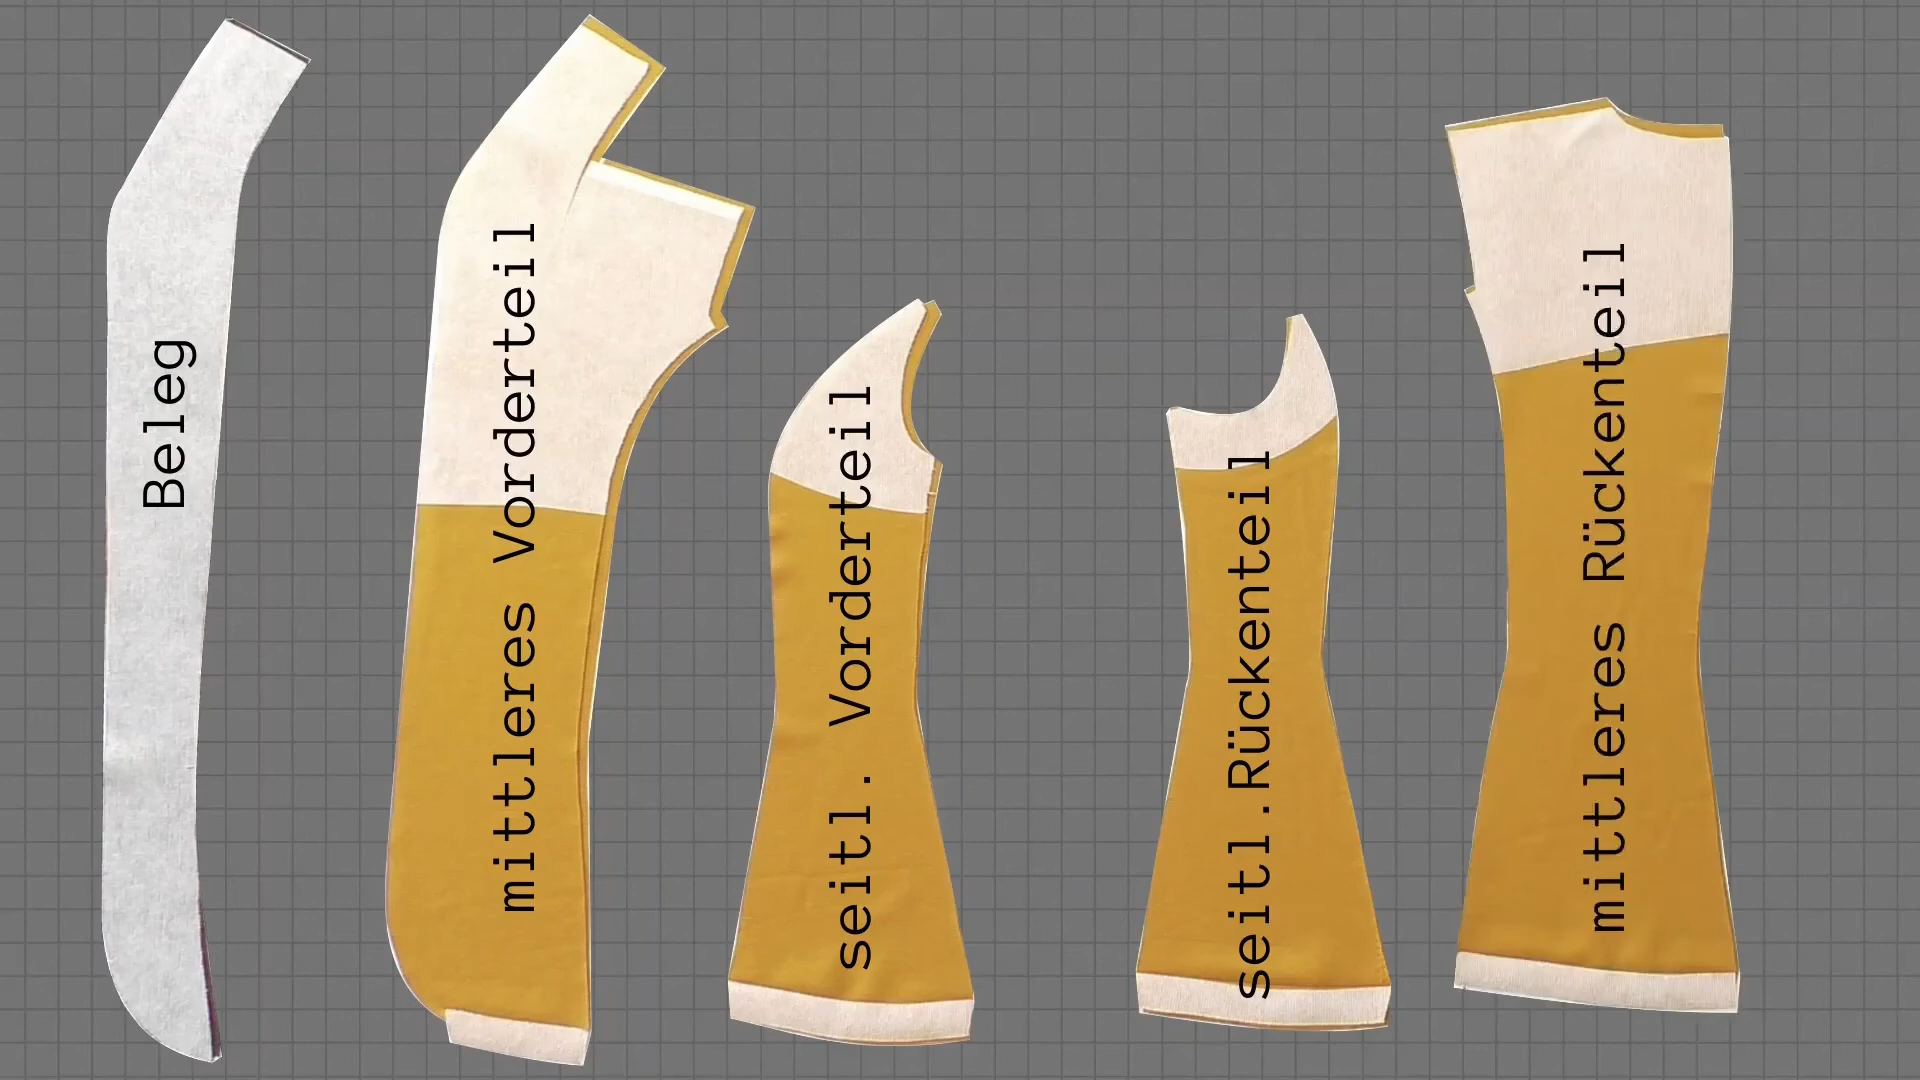 Beleg
mittleres Vorderteil
seitl. Vorderteil
seitl.Rückenteil
mittleres Rückenteil